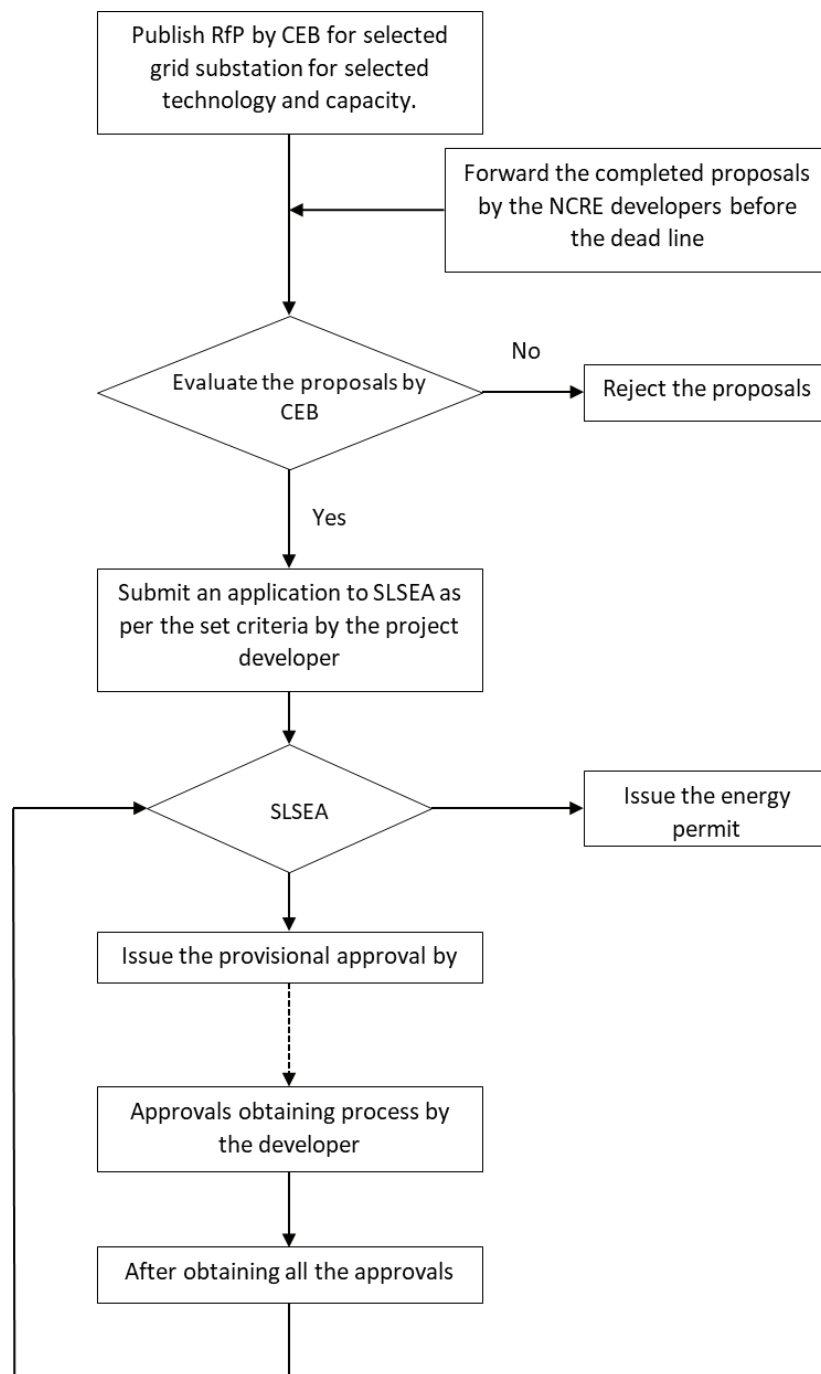 Publish RfP by CEB for selected
grid substation for selected
technology and capacity.
Forward the completed proposals
by the NCRE developers before
the dead line
Evaluate the proposals by
CEB
No
Reject the proposals
Yes
Submit an application to SLSEA as
per the set criteria by the project
developer
SLSEA
Issue the energy
permit
Issue the provisional approval by
Approvals obtaining process by
the developer
After obtaining all the approvals